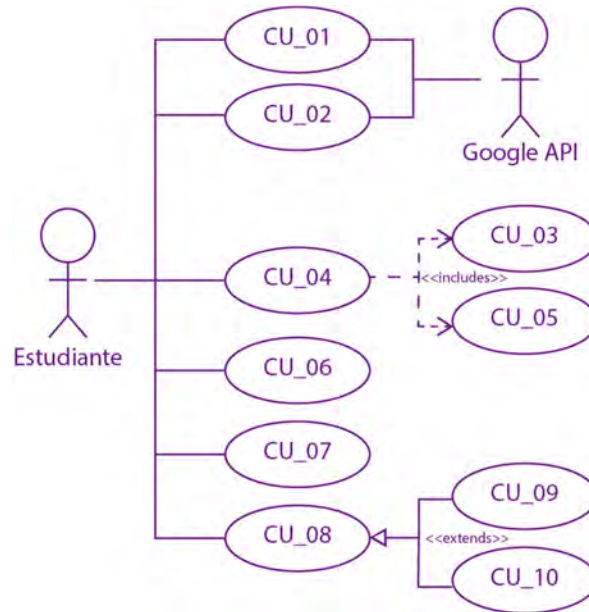 CU_01
CU_02
Google API
CU_03
CU_04
<<includes>>
CU_05
Estudiante
CU_06
CU_07
CU_09
CU_08
<<extends>>
CU_10